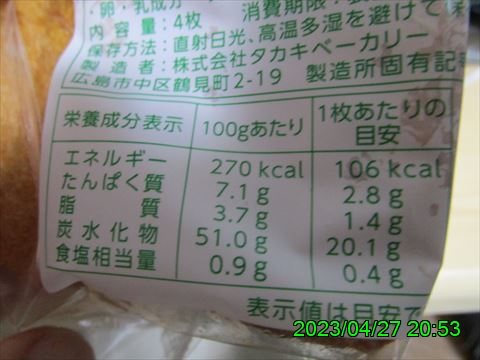 ・卵・乳成分
内容量:4枚 消費期限:表
保存方法:直射日光、高温多湿を避けて
製造者:株式会社タカキベーカリー
広島市中区鶴見町2-19 製造所固有記
栄養成分表示 100gあたり 1枚あたりの目安
エネルギー 270 kcal 106 kcal
たんぱく質 7.1 g 2.8 g
脂質 3.7 g 1.4 g
炭水化物 51.0 g 20.1 g
食塩相当量 0.9 g 0.4 g
表示値は目安で
2023/04/27 20:53